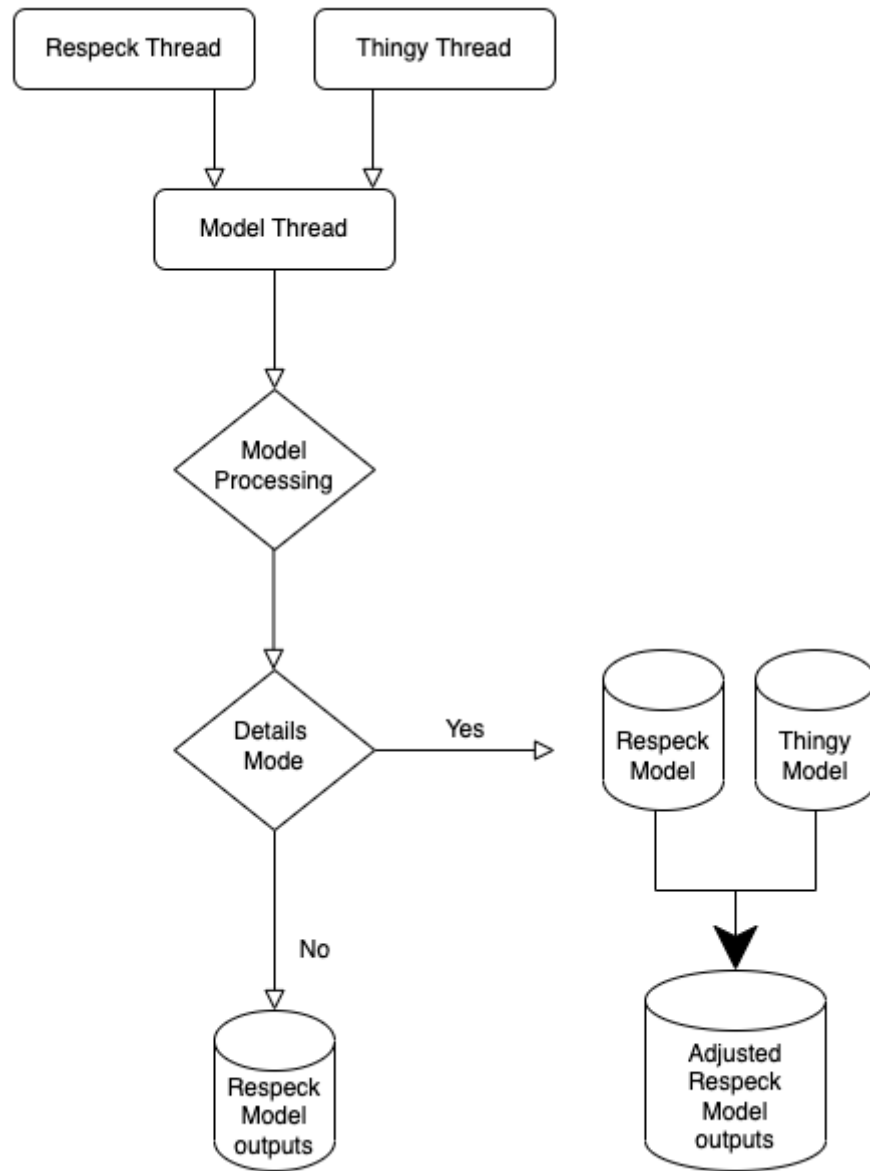 Respeck Thread
Thingy Thread
Model Thread
Model
Processing
Details
Mode
Yes
Respeck
Model
Thingy
Model
No
Respeck
Model
outputs
Adjusted
Respeck
Model
outputs